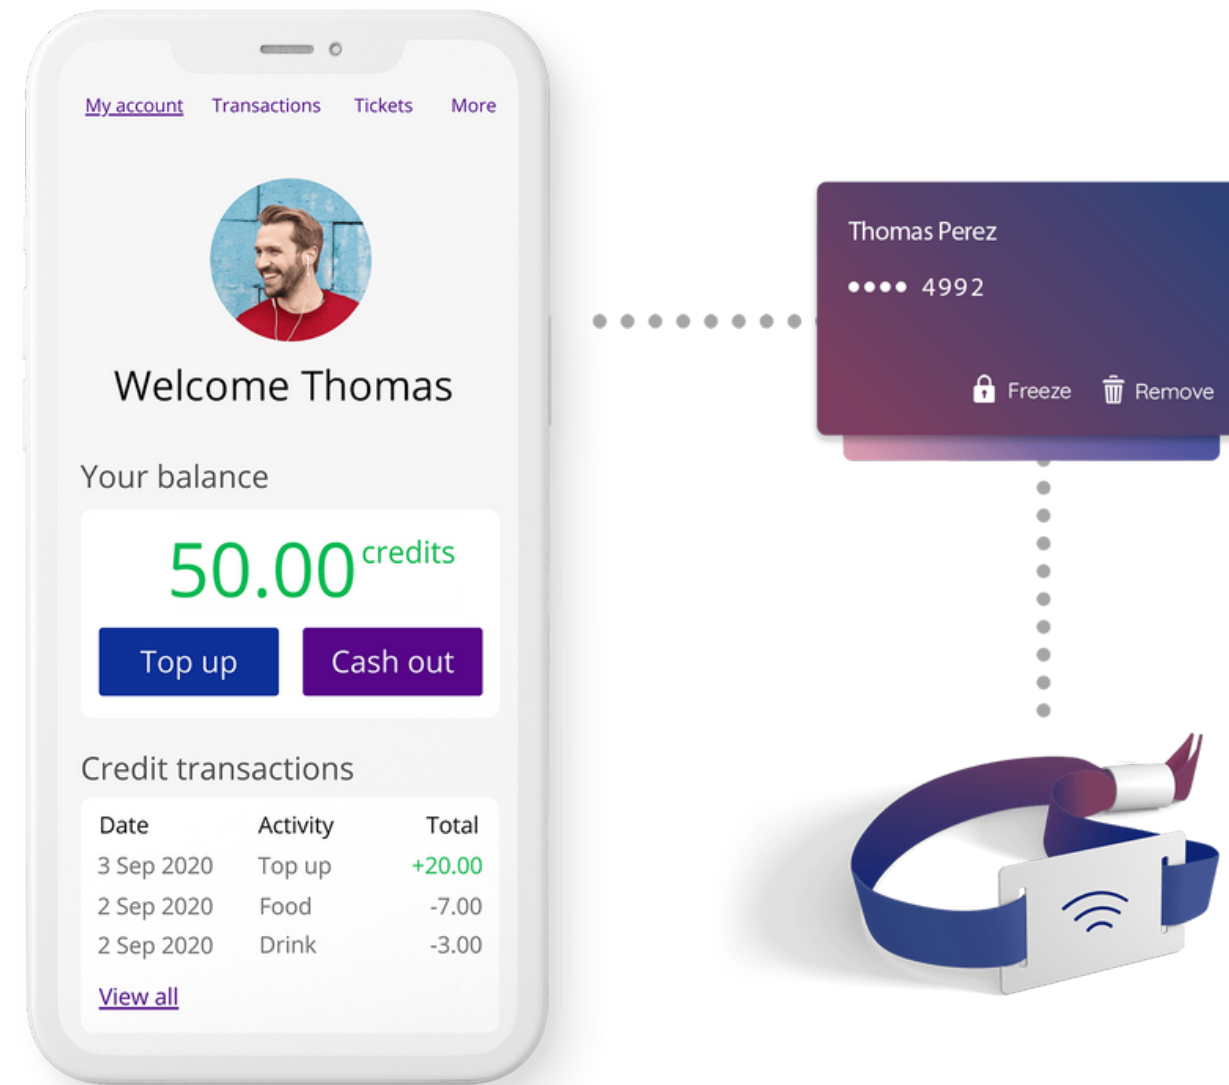 My account Transactions Tickets More
Welcome Thomas
Your balance
50.00 credits
Top up Cash out
Credit transactions
Date Activity Total
3 Sep 2020 Top up +20.00
2 Sep 2020 Food -7.00
2 Sep 2020 Drink -3.00
View all
Thomas Perez
•••• 4992
Freeze Remove